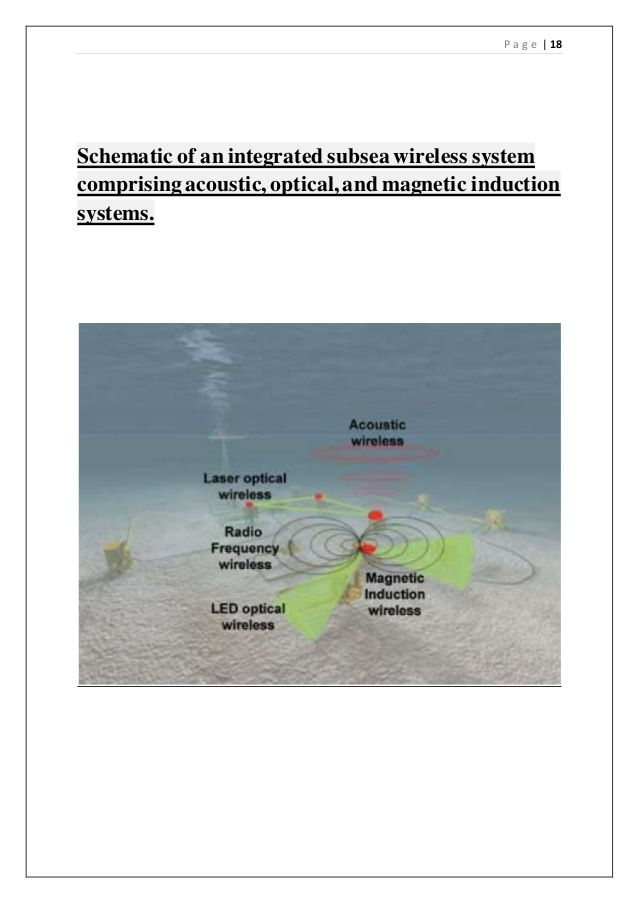 Page | 18
Schematic of an integrated subsea wireless system
comprising acoustic, optical, and magnetic induction
systems.
Acoustic
wireless
Laser optical
wireless
Radio
Frequency
wireless
Magnetic
Induction
wireless
LED optical
wireless